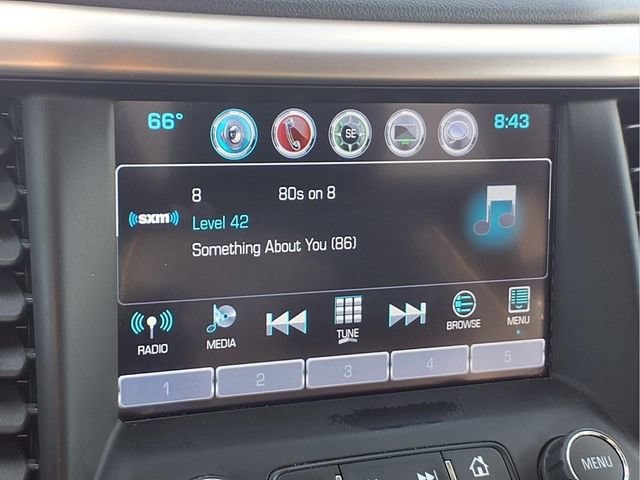 66° SE 8:43
8 80s on 8
((sxm))
Level 42
Something About You (86)
RADIO MEDIA TUNE BROWSE MENU
1 2 3 4 5
MENU